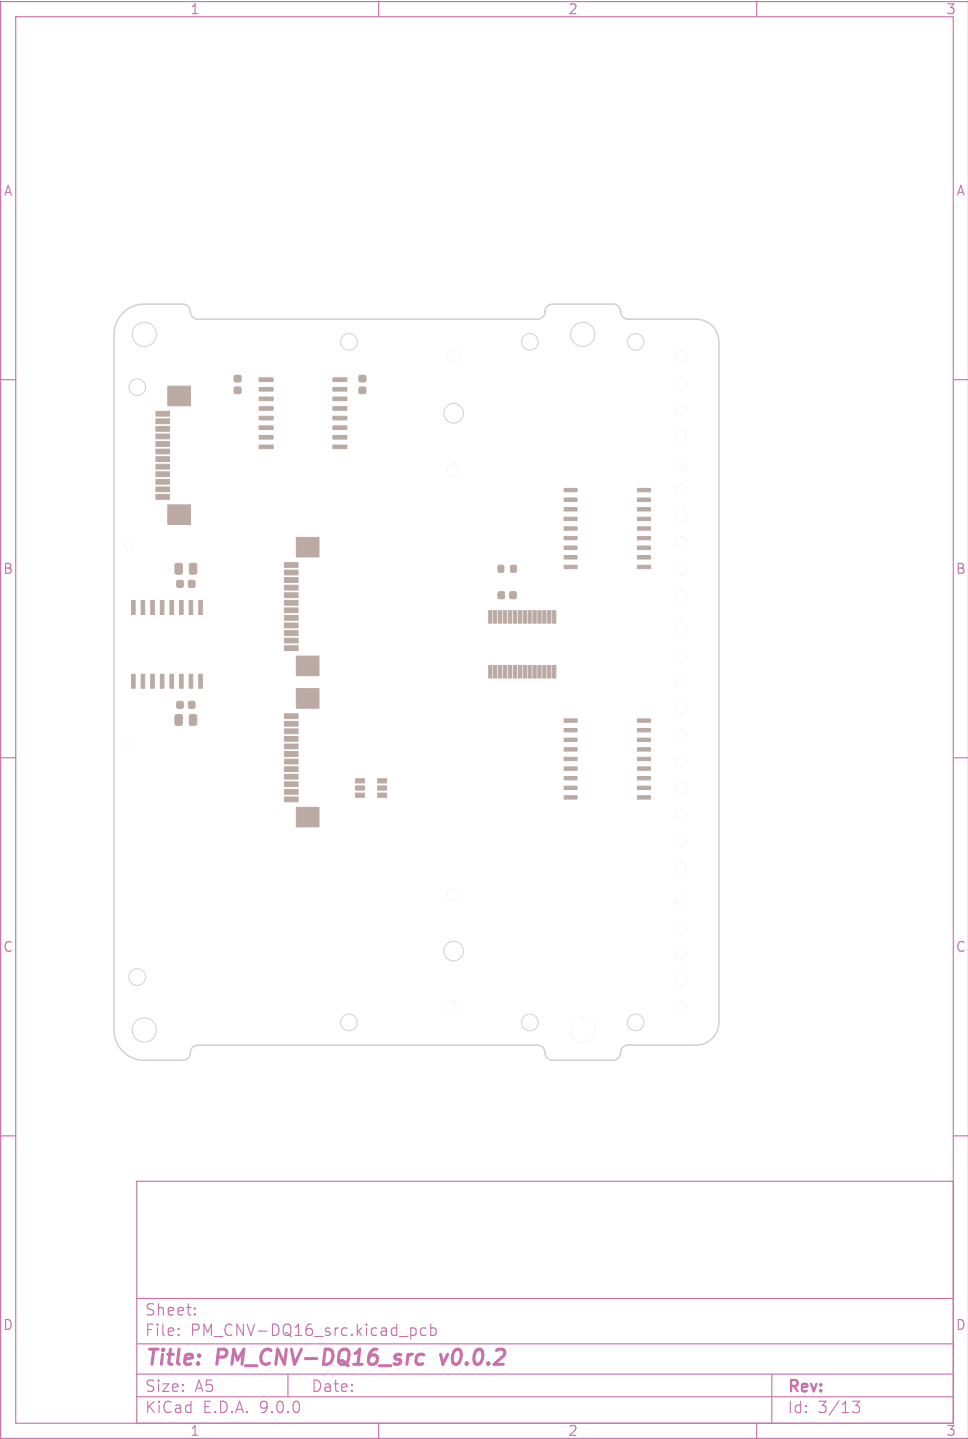 1 2 3
A A
B B
C C
Sheet:
File: PM_CNV-DQ16_src.kicad_pcb
D D
Title: PM_CNV-DQ16_src v0.0.2
Size: A5 Date: Rev:
KiCad E.D.A. 9.0.0 Id: 3/13
1 2 3